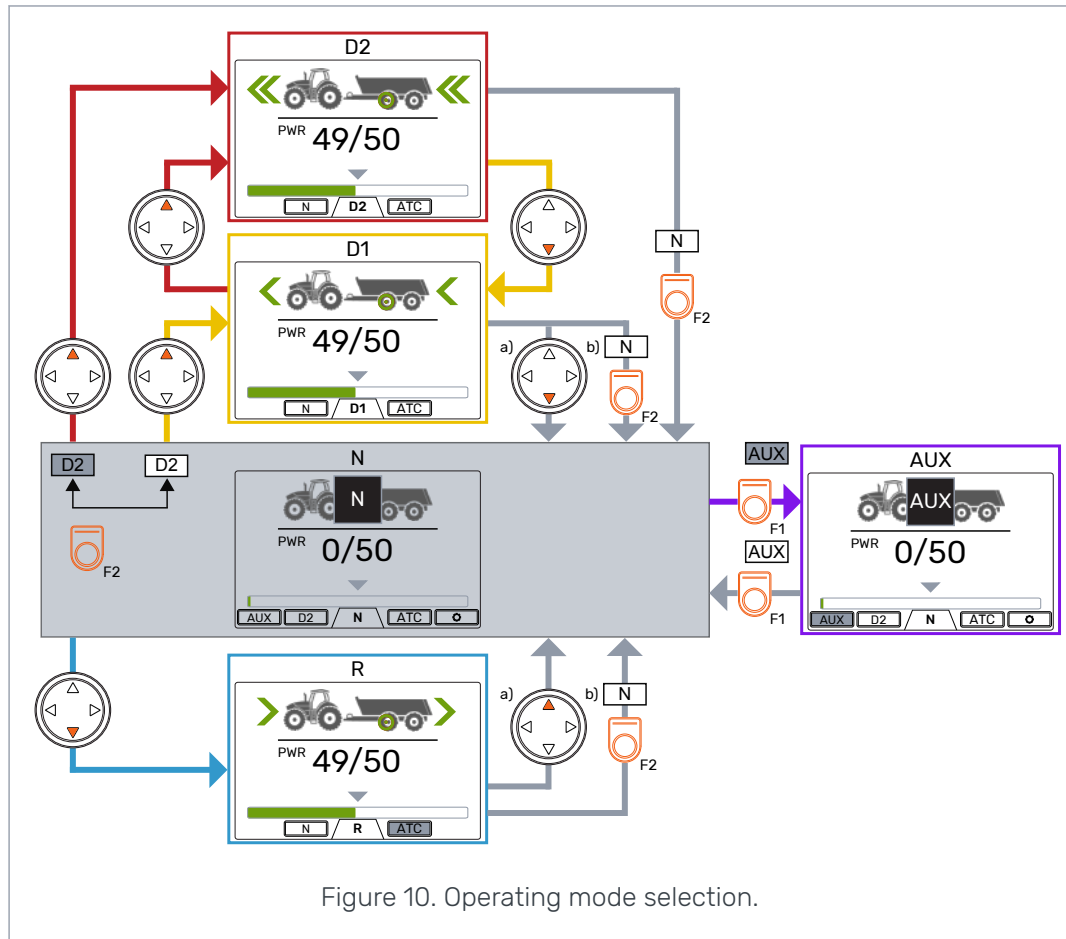 D2
PWR 49/50
N D2 ATC
D1
PWR 49/50
N D1 ATC
N
F2
a)
b) N
F2
D2 D2
F2
N
N
PWR 0/50
AUX D2 N ATC
AUX
F1
AUX
F1
AUX
AUX
PWR 0/50
AUX D2 N ATC
R
PWR 49/50
N R ATC
a)
b) N
F2
Figure 10. Operating mode selection.